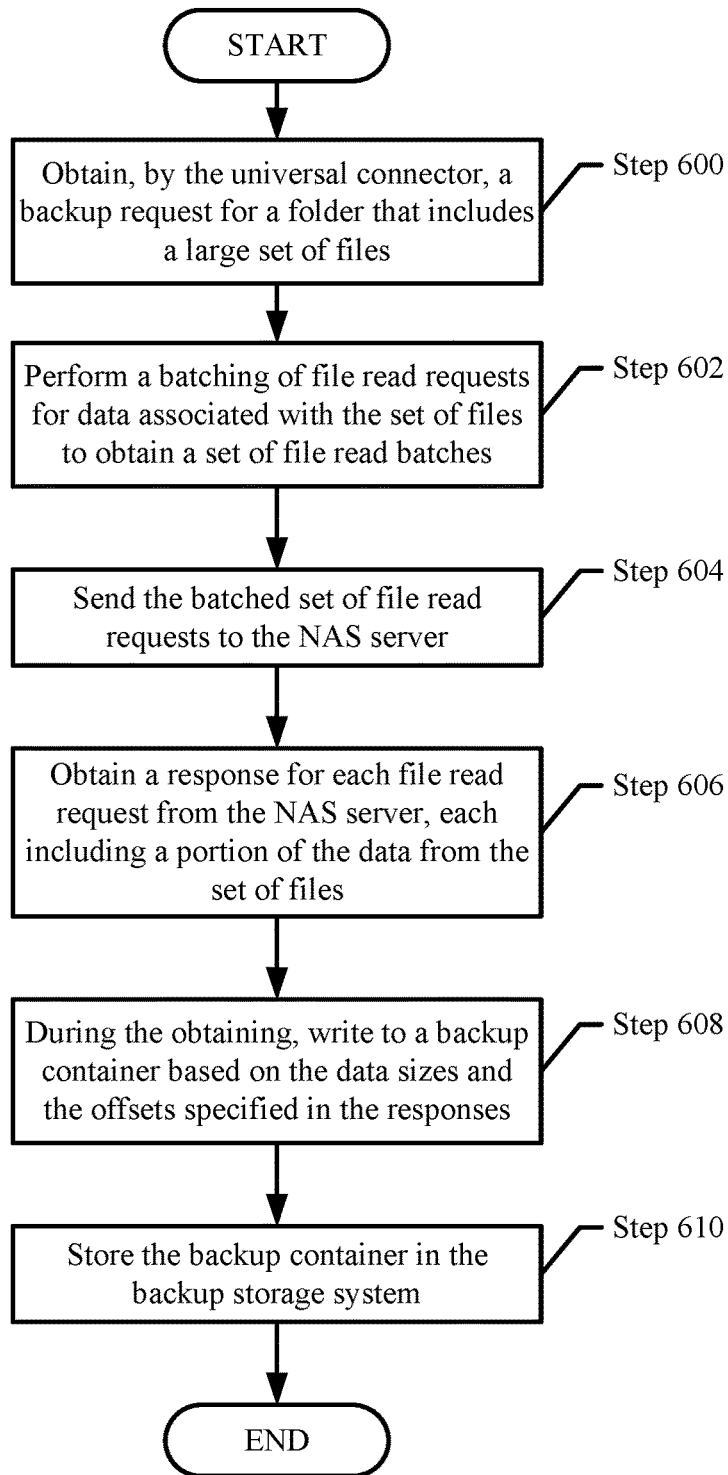 START
Obtain, by the universal connector, a
backup request for a folder that includes
a large set of files
Step 600
Perform a batching of file read requests
for data associated with the set of files
to obtain a set of file read batches
Step 602
Send the batched set of file read
requests to the NAS server
Step 604
Obtain a response for each file read
request from the NAS server, each
including a portion of the data from the
set of files
Step 606
During the obtaining, write to a backup
container based on the data sizes and
the offsets specified in the responses
Step 608
Store the backup container in the
backup storage system
Step 610
END